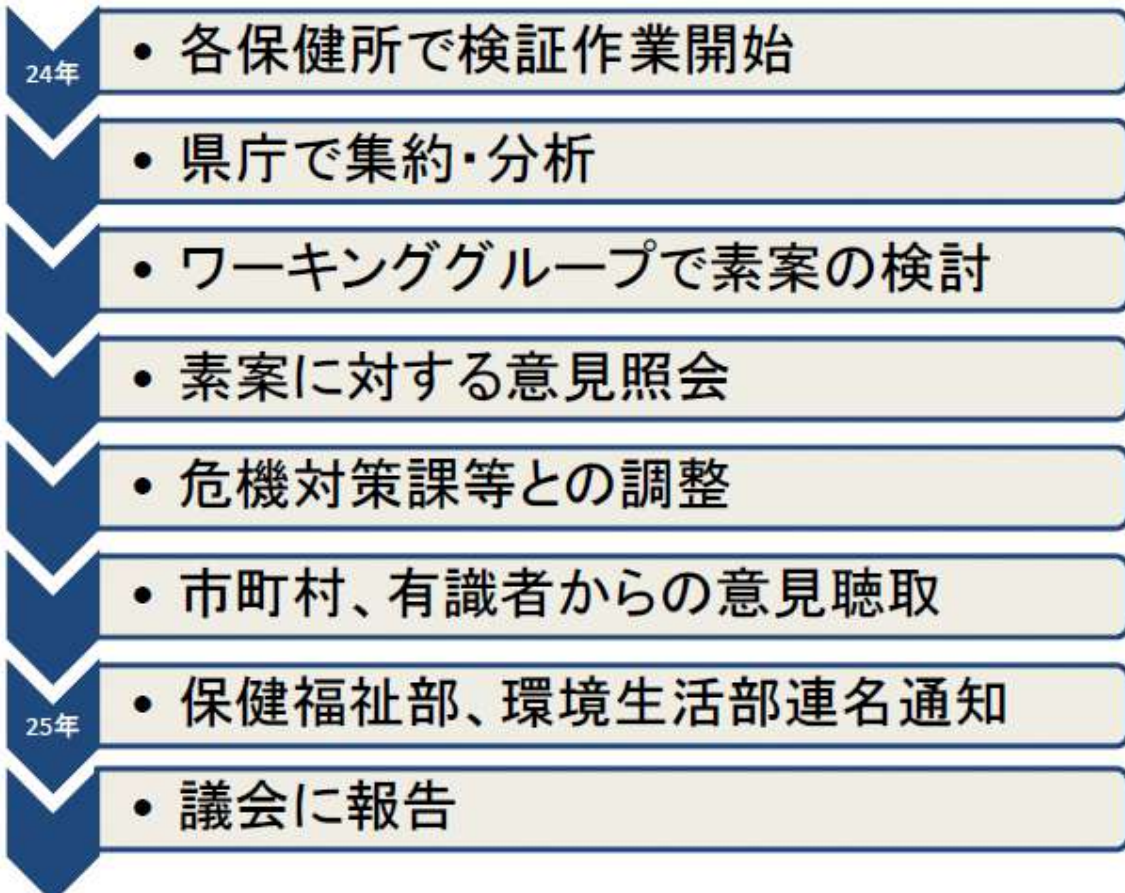 24年
• 各保健所で検証作業開始
• 県庁で集約・分析
• ワーキンググループで素案の検討
• 素案に対する意見照会
• 危機対策課等との調整
• 市町村、有識者からの意見聴取
25年
• 保健福祉部、環境生活部連名通知
• 議会に報告